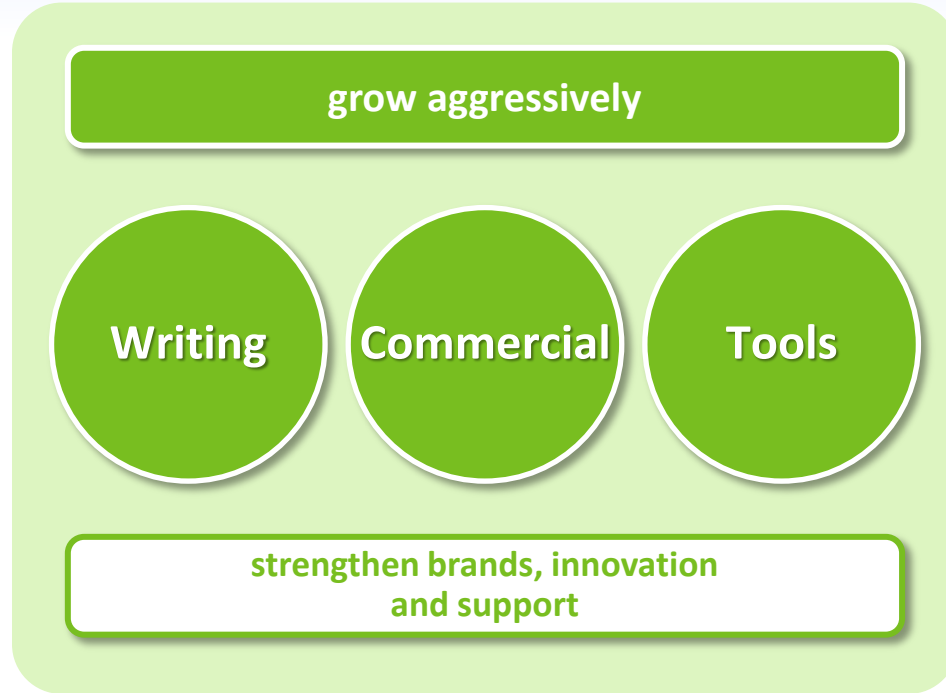 grow aggressively
Writing
Commercial
Tools
strengthen brands, innovation
and support